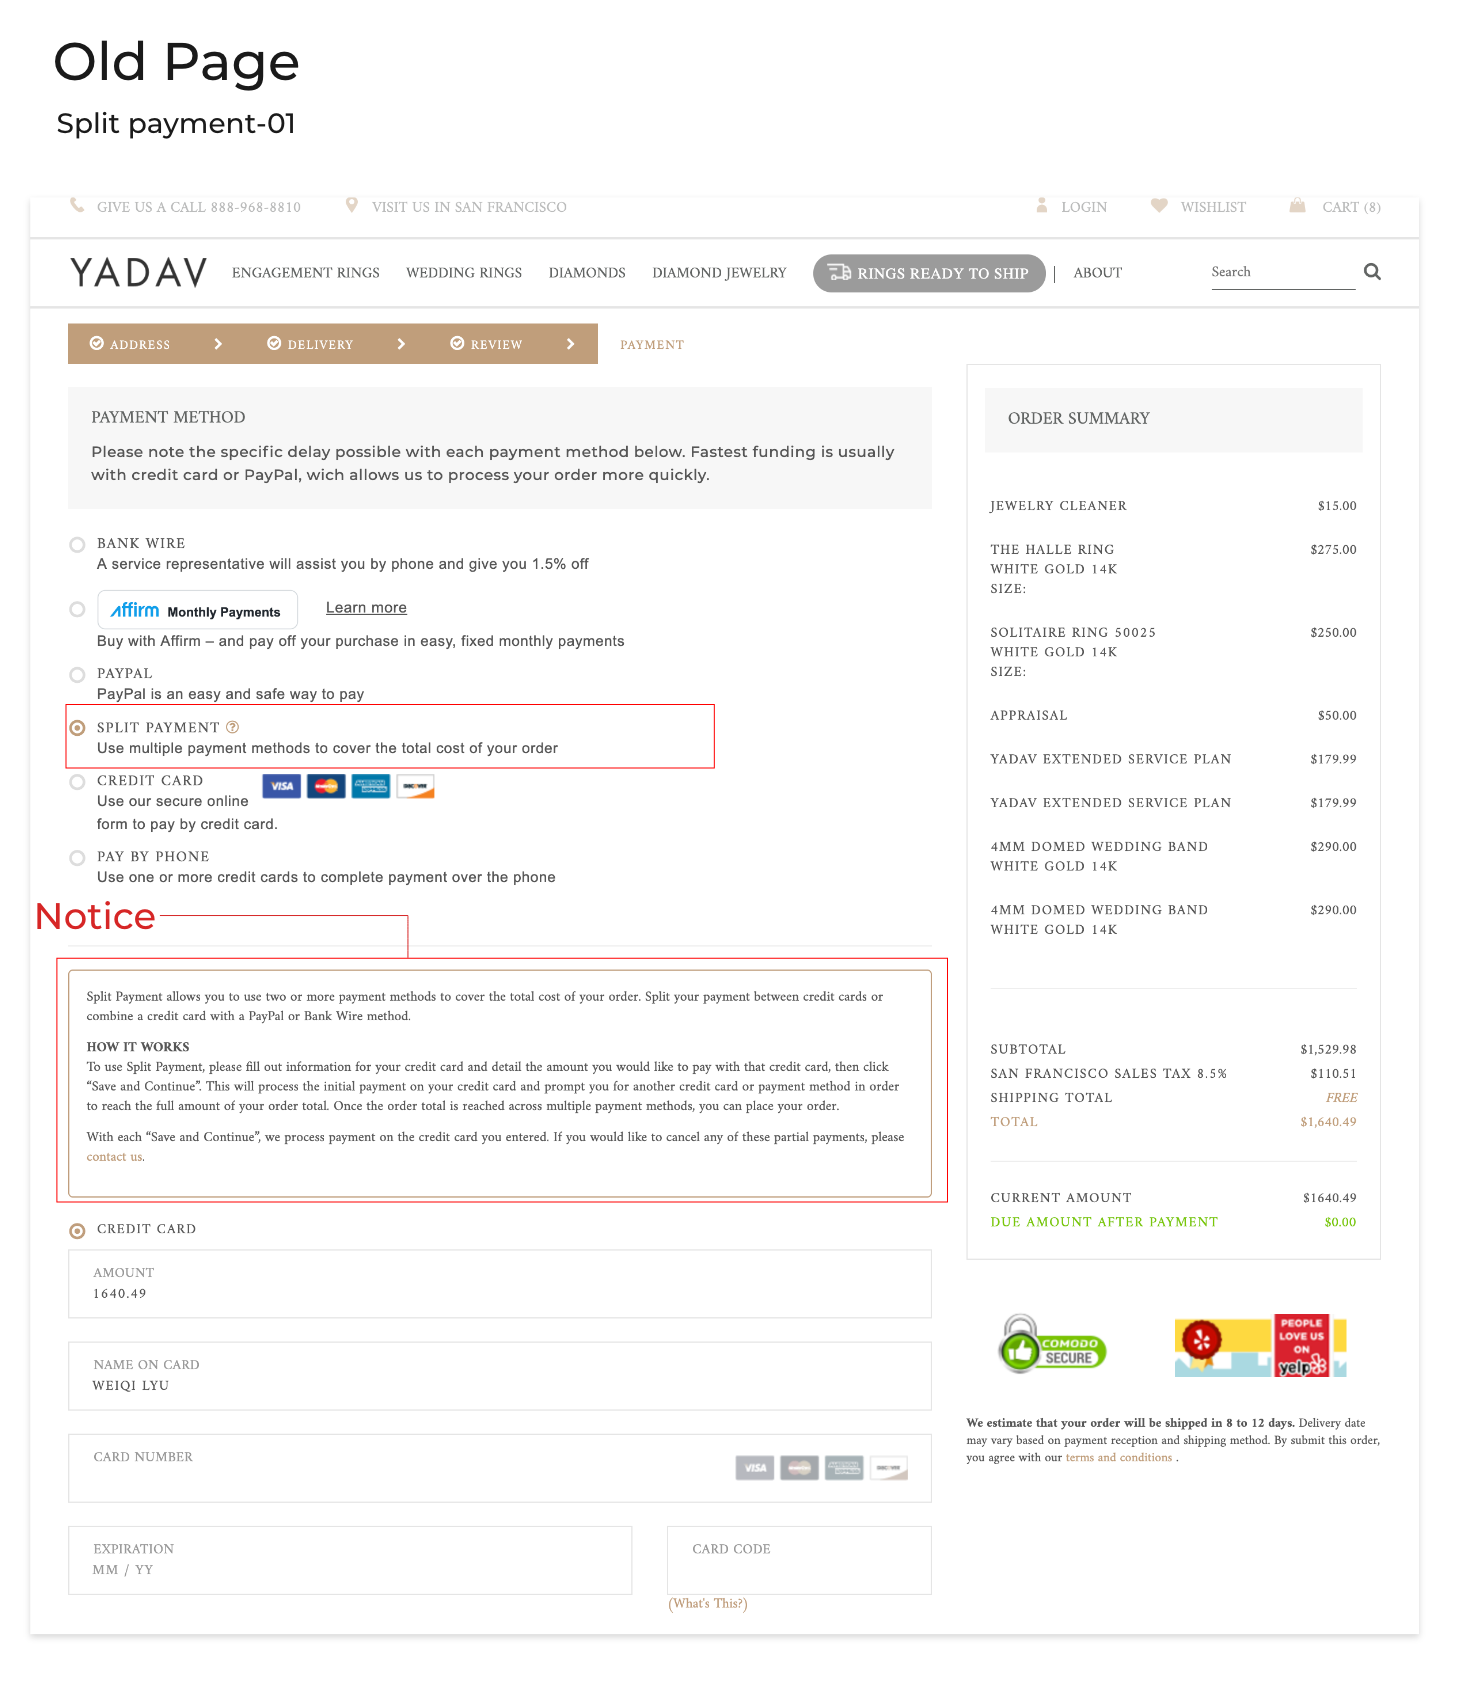 Old Page
Split payment-01
GIVE US A CALL 888-968-8810
VISIT US IN SAN FRANCISCO
LOGIN
WISHLIST
CART (8)
YADAV
ENGAGEMENT RINGS
WEDDING RINGS
DIAMONDS
DIAMOND JEWELRY
RINGS READY TO SHIP
ABOUT
Search
ADDRESS
DELIVERY
REVIEW
PAYMENT
PAYMENT METHOD
Please note the specific delay possible with each payment method below. Fastest funding is usually
with credit card or PayPal, wich allows us to process your order more quickly.
BANK WIRE
A service representative will assist you by phone and give you 1.5% off
affirm Monthly Payments
Learn more
Buy with Affirm – and pay off your purchase in easy, fixed monthly payments
PAYPAL
PayPal is an easy and safe way to pay
SPLIT PAYMENT ?
Use multiple payment methods to cover the total cost of your order
CREDIT CARD
VISA
MasterCard
DISCOVER
Use our secure online
form to pay by credit card.
PAY BY PHONE
Use one or more credit cards to complete payment over the phone
Notice
Split Payment allows you to use two or more payment methods to cover the total cost of your order. Split your payment between credit cards or
combine a credit card with a PayPal or Bank Wire method.
HOW IT WORKS
To use Split Payment, please fill out information for your credit card and detail the amount you would like to pay with that credit card, then click
“Save and Continue”. This will process the initial payment on your credit card and prompt you for another credit card or payment method in order
to reach the full amount of your order total. Once the order total is reached across multiple payment methods, you can place your order.
With each “Save and Continue”, we process payment on the credit card you entered. If you would like to cancel any of these partial payments, please
contact us.
CREDIT CARD
AMOUNT
1640.49
NAME ON CARD
WEIQI LYU
CARD NUMBER
VISA
DISCOVER
EXPIRATION
MM / YY
CARD CODE
(What's This?)
ORDER SUMMARY
JEWELRY CLEANER $15.00
THE HALLE RING $275.00
WHITE GOLD 14K
SIZE:
SOLITAIRE RING 50025 $250.00
WHITE GOLD 14K
SIZE:
APPRAISAL $50.00
YADAV EXTENDED SERVICE PLAN $179.99
YADAV EXTENDED SERVICE PLAN $179.99
4MM DOMED WEDDING BAND $290.00
WHITE GOLD 14K
4MM DOMED WEDDING BAND $290.00
WHITE GOLD 14K
SUBTOTAL $1,529.98
SAN FRANCISCO SALES TAX 8.5% $110.51
SHIPPING TOTAL FREE
TOTAL $1,640.49
CURRENT AMOUNT $1640.49
DUE AMOUNT AFTER PAYMENT $0.00
COMODO
SECURE
PEOPLE
LOVE US
ON
yelp
We estimate that your order will be shipped in 8 to 12 days. Delivery date
may vary based on payment reception and shipping method. By submit this order,
you agree with our terms and conditions .